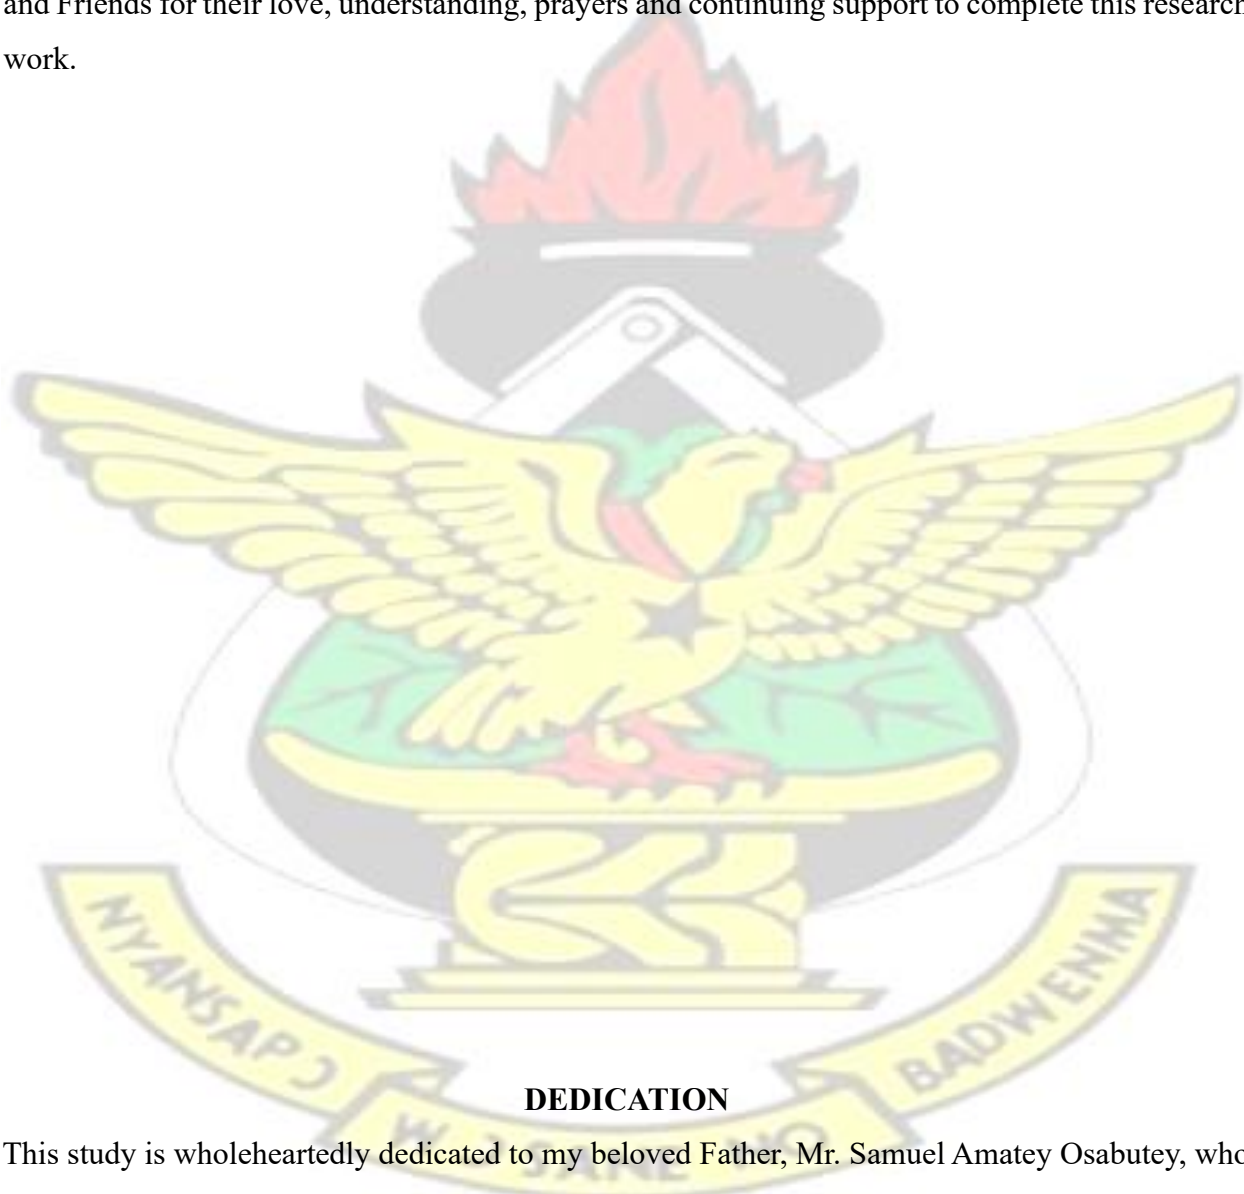 and Friends for their love, understanding, prayers and continuing support to complete this research
work.
NYANSAPƆ
BADWENMA
DEDICATION
This study is wholeheartedly dedicated to my beloved Father, Mr. Samuel Amatey Osabutey, who